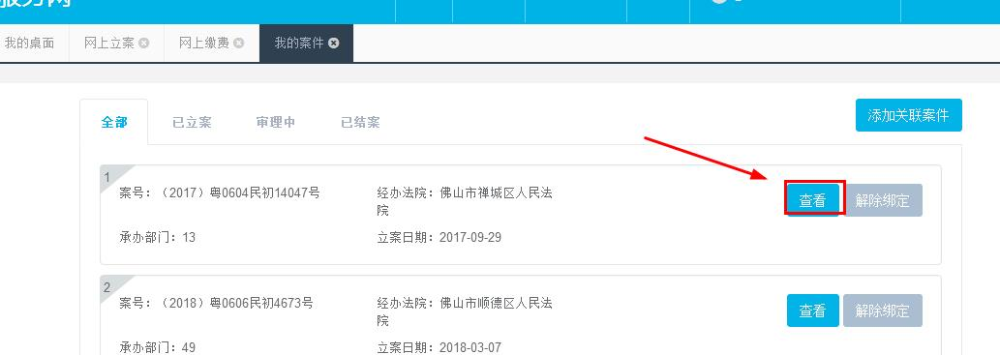 服务网
我的桌面 网上立案 网上缴费 我的案件
全部 已立案 审理中 已结案 添加关联案件
1
案号：（2017）粤0604民初14047号 经办法院：佛山市禅城区人民法
院
查看 解除绑定
承办部门：13 立案日期：2017-09-29
2
案号：（2018）粤0606民初4673号 经办法院：佛山市顺德区人民法
院
查看 解除绑定
承办部门：49 立案日期：2018-03-07